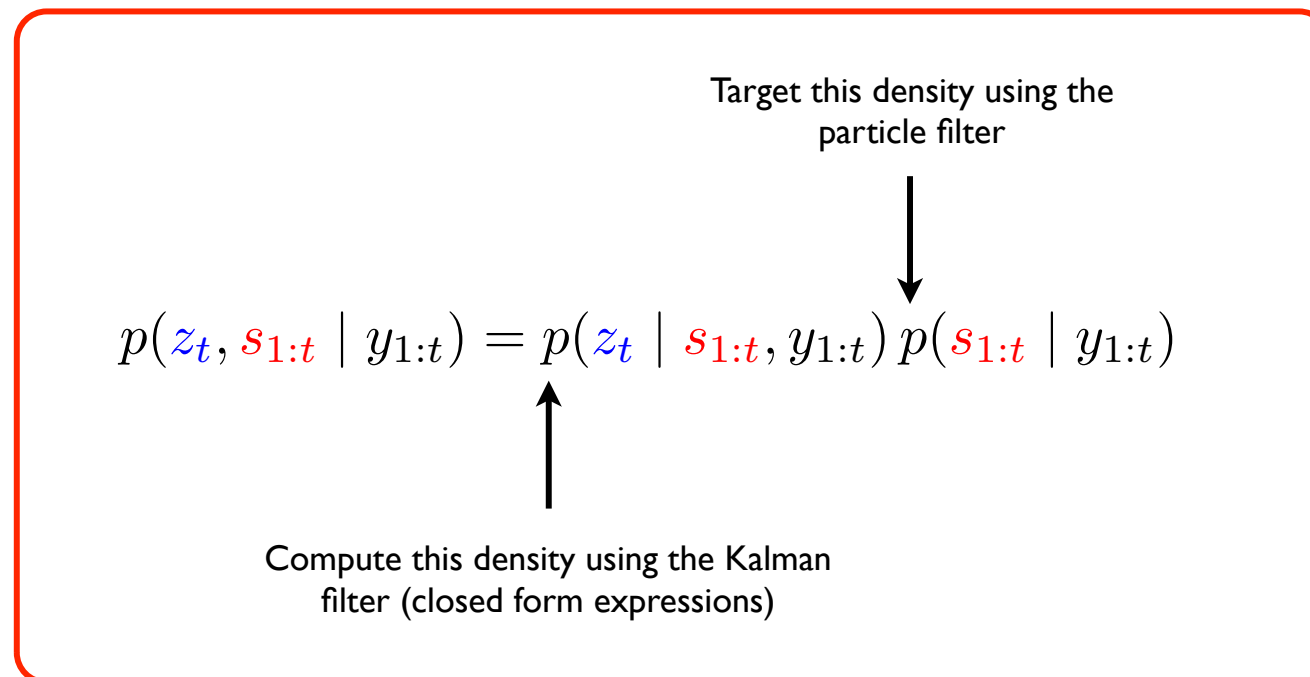 Target this density using the
particle filter
p(z_t, s_{1:t} | y_{1:t}) = p(z_t | s_{1:t}, y_{1:t}) p(s_{1:t} | y_{1:t})
Compute this density using the Kalman
filter (closed form expressions)